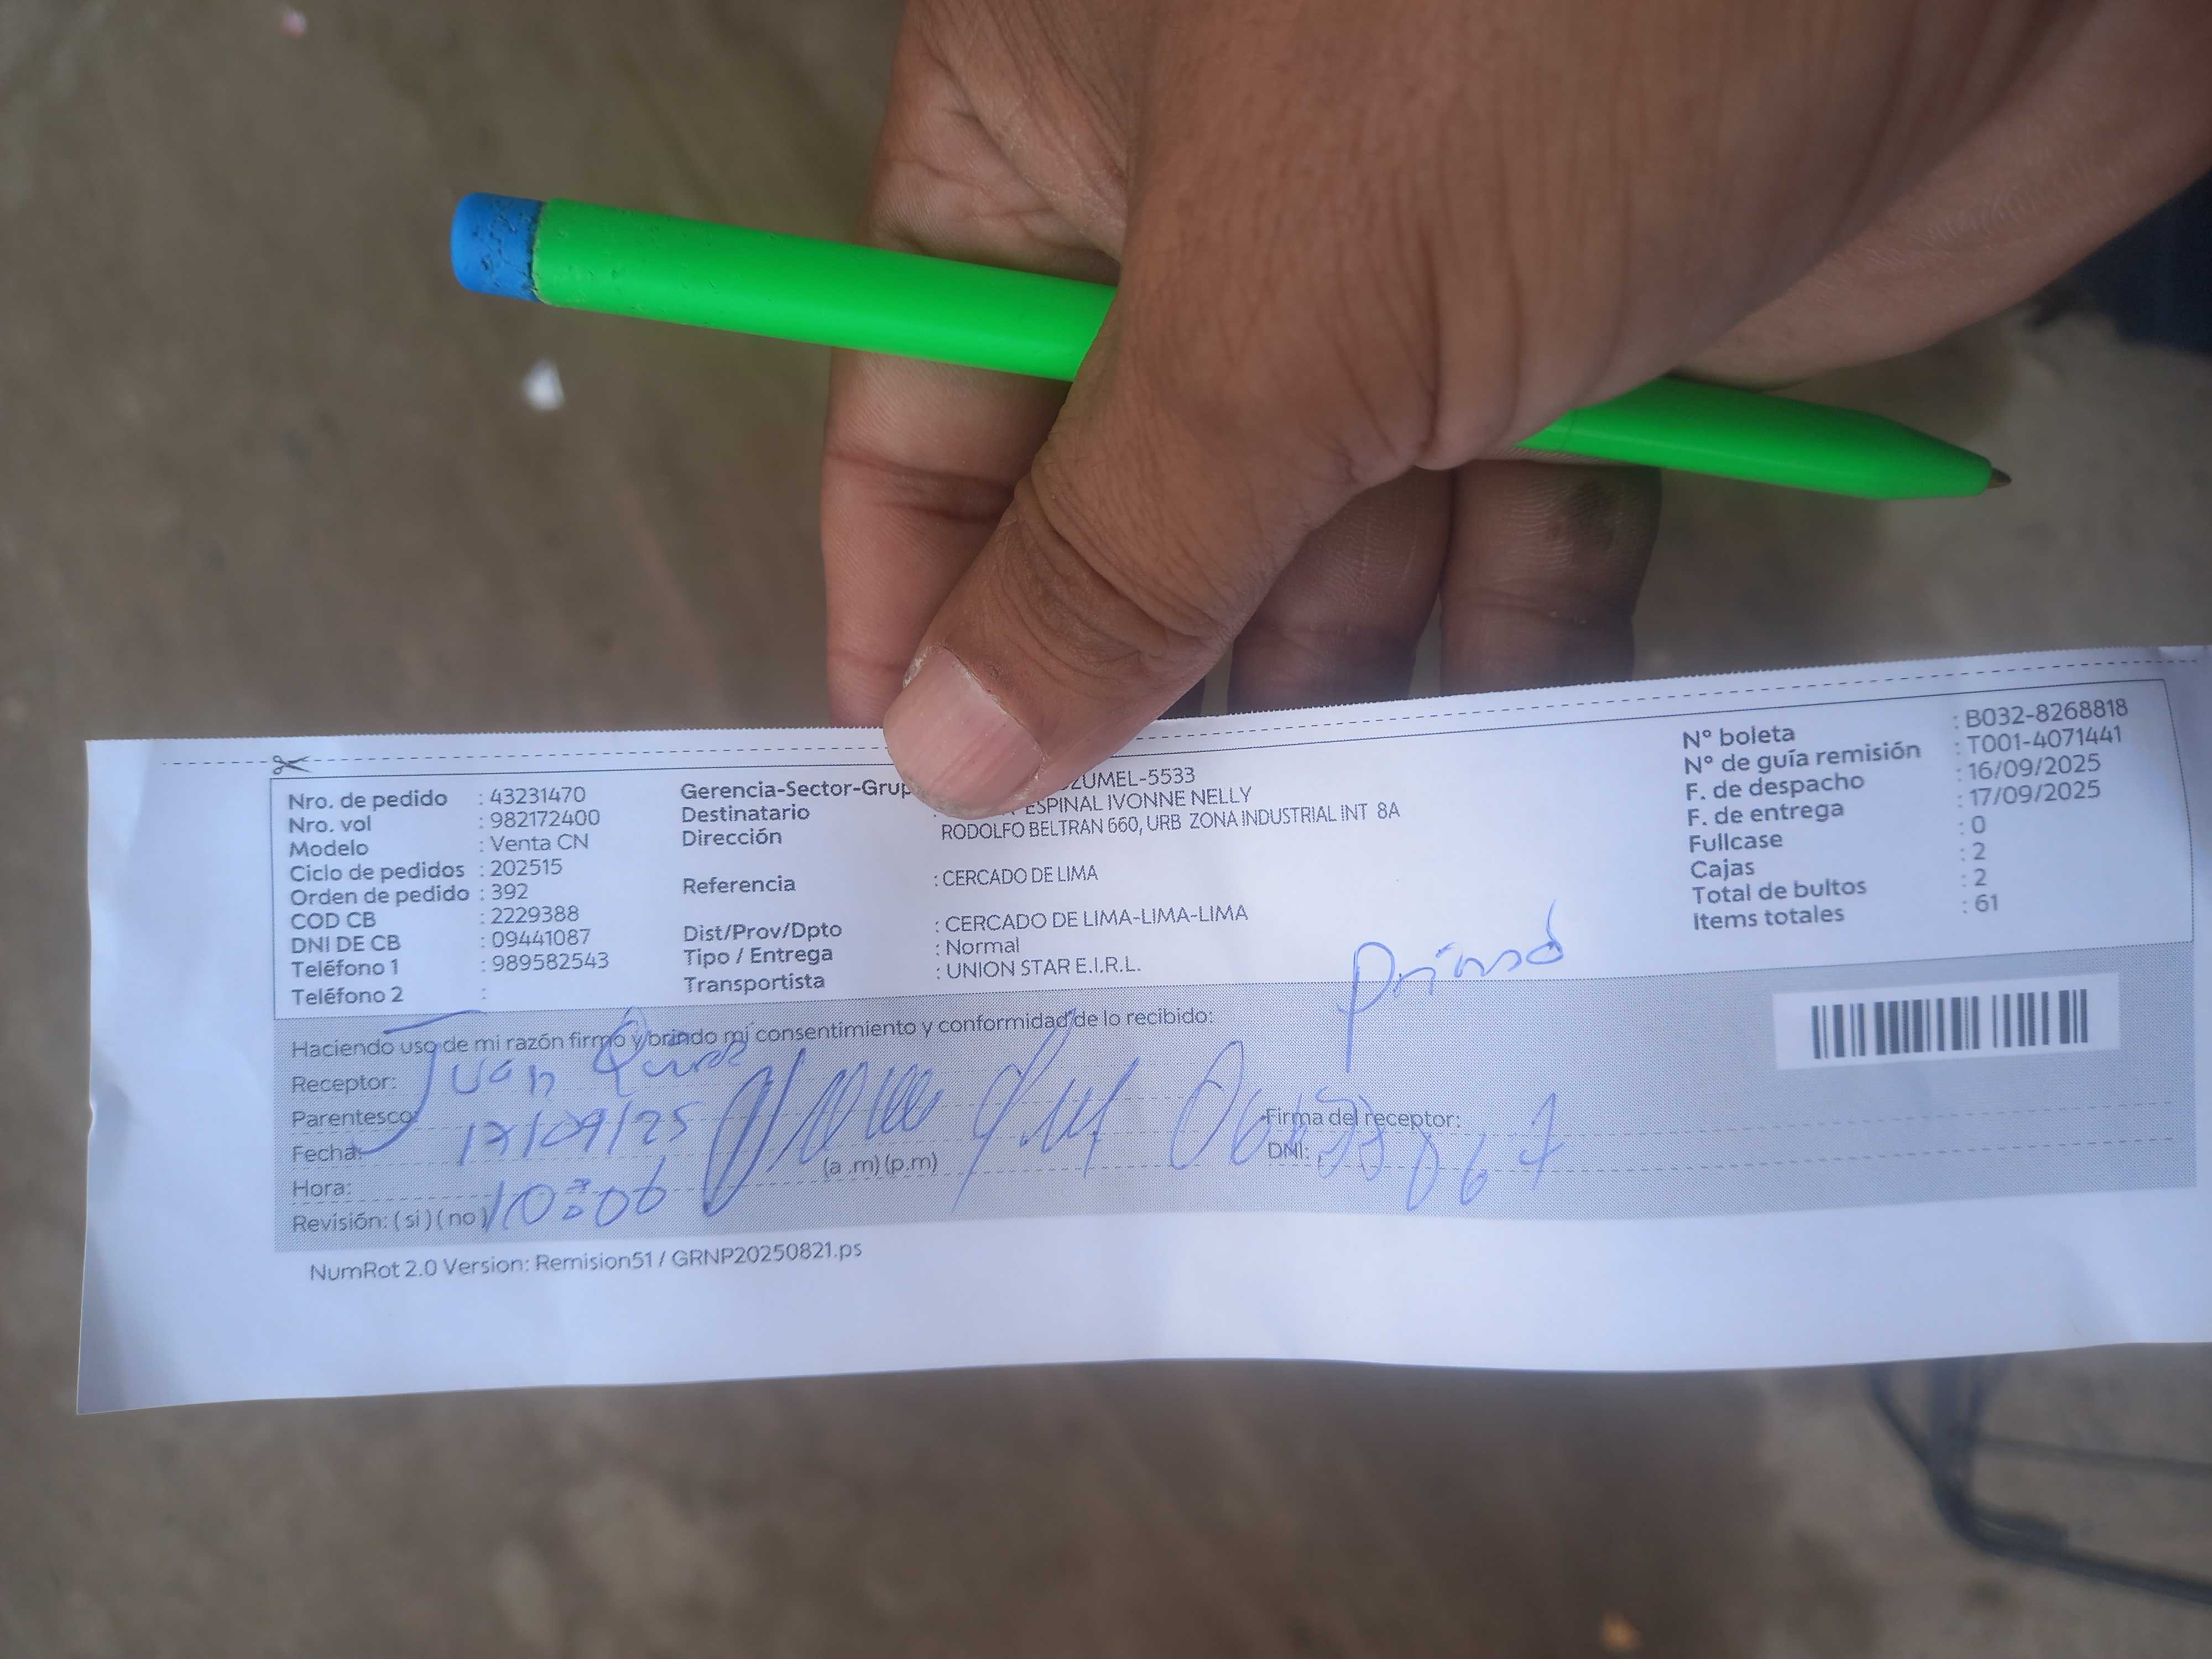 Nro. de pedido : 43231470
Nro. vol : 982172400
Modelo : Venta CN
Ciclo de pedidos : 202515
Orden de pedido : 392
COD CB : 2229388
DNI DE CB : 09441087
Teléfono 1 : 989582543
Teléfono 2 :
Gerencia-Sector-Grup ZUMEL-5533
Destinatario : ESPINAL IVONNE NELLY
Dirección RODOLFO BELTRAN 660, URB ZONA INDUSTRIAL INT 8A
Referencia : CERCADO DE LIMA
Dist/Prov/Dpto : CERCADO DE LIMA-LIMA-LIMA
Tipo / Entrega : Normal
Transportista : UNION STAR E.I.R.L.
N° boleta : B032-8268818
N° de guía remisión : T001-4071441
F. de despacho : 16/09/2025
F. de entrega : 17/09/2025
Fullcase : 0
Cajas : 2
Total de bultos : 2
Items totales : 61
Haciendo uso de mi razón firmo y brindo mi consentimiento y conformidad de lo recibido:
Receptor: Juan
Parentesco:
Fecha: 17/09/25
Hora: (a .m) (p.m)
Revisión: ( si ) ( no ) 10:06
Firma del receptor:
DNI:
NumRot 2.0 Version: Remision51 / GRNP20250821.ps